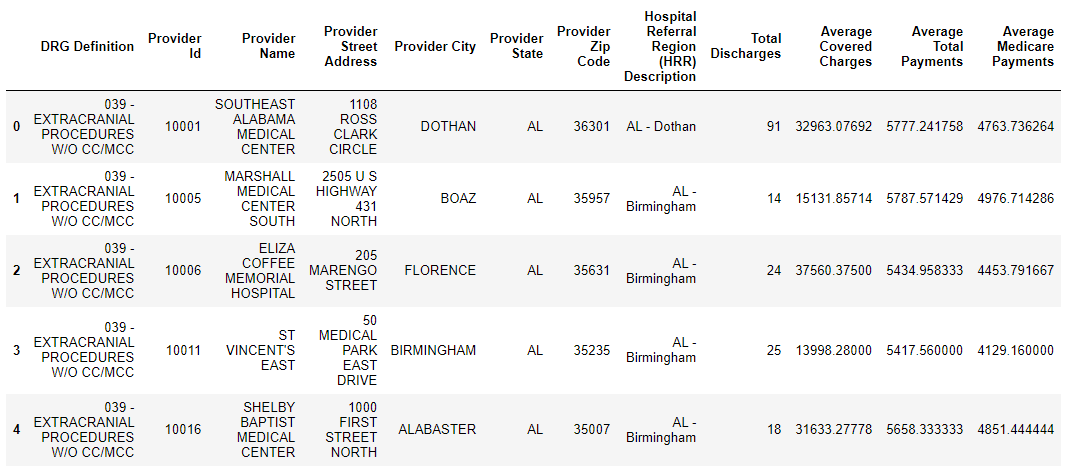 DRG Definition Provider Id Provider Name Provider Street Address Provider City Provider State Provider Zip Code Hospital Referral Region (HRR) Description Total Discharges Average Covered Charges Average Total Payments Average Medicare Payments
0 039 - EXTRACRANIAL PROCEDURES W/O CC/MCC 10001 SOUTHEAST ALABAMA MEDICAL CENTER 1108 ROSS CLARK CIRCLE DOTHAN AL 36301 AL - Dothan 91 32963.07692 5777.241758 4763.736264
1 039 - EXTRACRANIAL PROCEDURES W/O CC/MCC 10005 MARSHALL MEDICAL CENTER SOUTH 2505 U S HIGHWAY 431 NORTH BOAZ AL 35957 AL - Birmingham 14 15131.85714 5787.571429 4976.714286
2 039 - EXTRACRANIAL PROCEDURES W/O CC/MCC 10006 ELIZA COFFEE MEMORIAL HOSPITAL 205 MARENGO STREET FLORENCE AL 35631 AL - Birmingham 24 37560.37500 5434.958333 4453.791667
3 039 - EXTRACRANIAL PROCEDURES W/O CC/MCC 10011 ST VINCENT'S EAST 50 MEDICAL PARK EAST DRIVE BIRMINGHAM AL 35235 AL - Birmingham 25 13998.28000 5417.560000 4129.160000
4 039 - EXTRACRANIAL PROCEDURES W/O CC/MCC 10016 SHELBY BAPTIST MEDICAL CENTER 1000 FIRST STREET NORTH ALABASTER AL 35007 AL - Birmingham 18 31633.27778 5658.333333 4851.444444